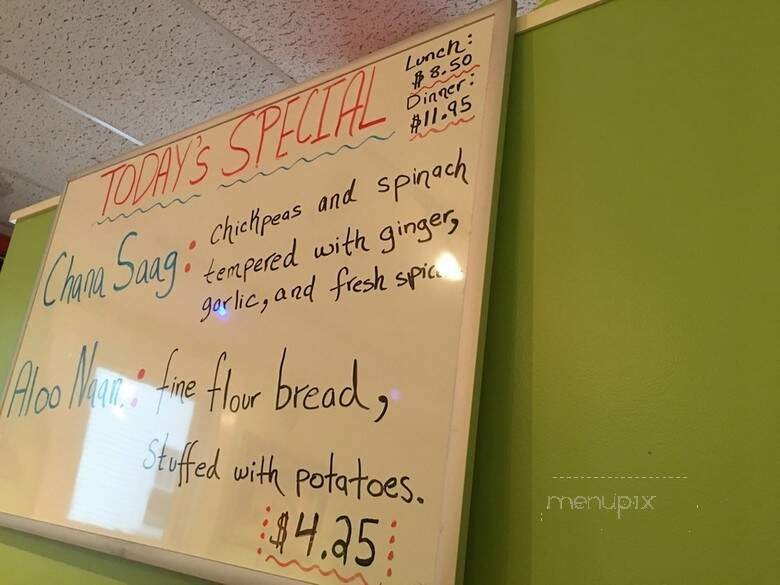 TODAY'S SPECIAL
Lunch:
$8.50
Dinner:
$11.95
Chana Saag: chickpeas and spinach
tempered with ginger,
garlic, and fresh
Aloo Naan: fine flour bread,
Stuffed with potatoes.
$4.25
menupix